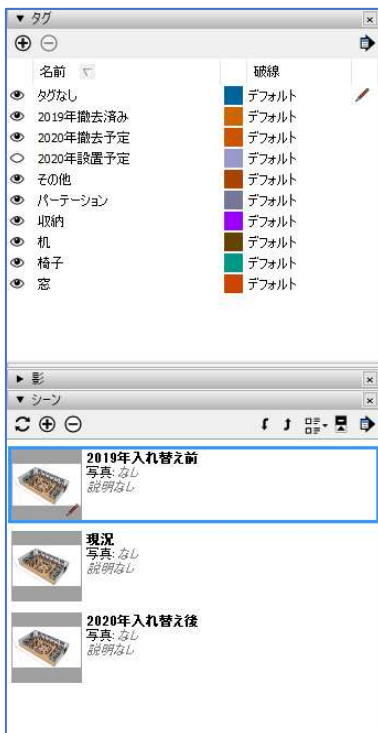 タグ
名前 破線
タグなし デフォルト
2019年撤去済み デフォルト
2020年撤去予定 デフォルト
2020年設置予定 デフォルト
その他 デフォルト
パーテーション デフォルト
収納 デフォルト
机 デフォルト
椅子 デフォルト
窓 デフォルト
影
シーン
2019年入れ替え前
写真: なし
説明なし
現況
写真: なし
説明なし
2020年入れ替え後
写真: なし
説明なし